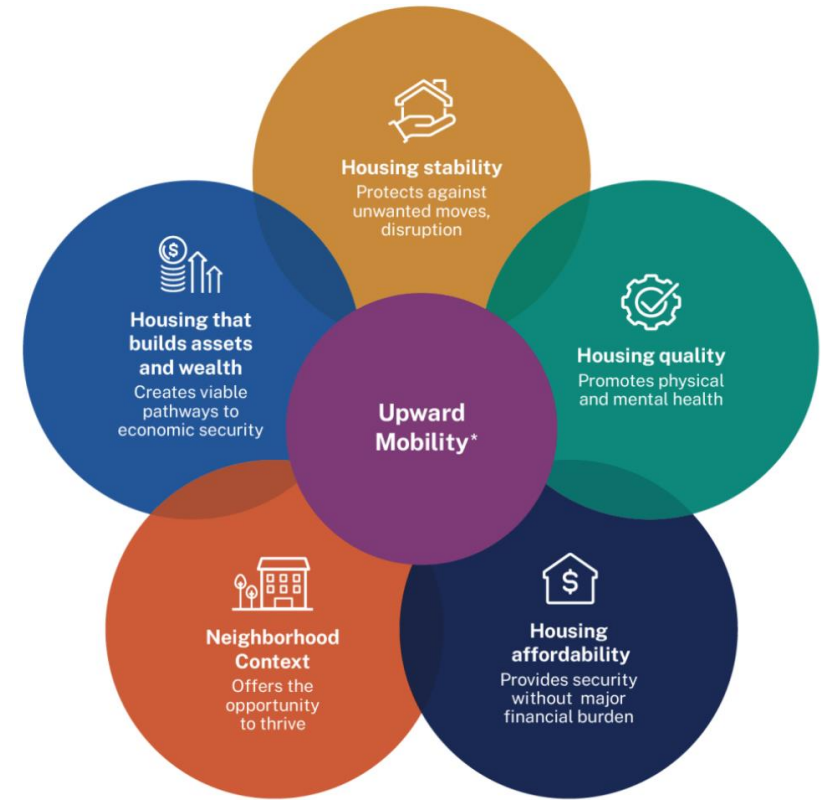 Housing stability
Protects against
unwanted moves,
disruption
$
Housing that
builds assets
and wealth
Creates viable
pathways to
economic security
Housing quality
Promotes physical
and mental health
Upward
Mobility*
Neighborhood
Context
Offers the
opportunity
to thrive
$
Housing
affordability
Provides security
without major
financial burden